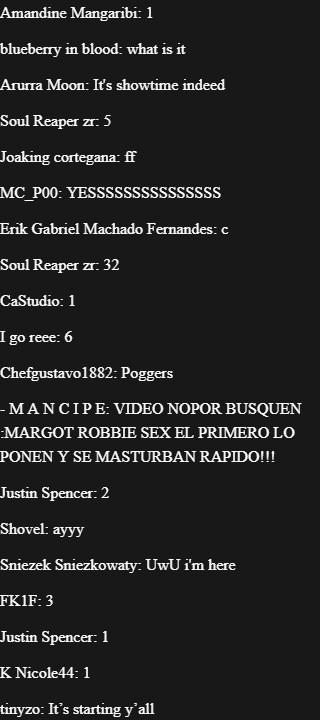 Amandine Mangaribi: 1
blueberry in blood: what is it
Arurra Moon: It's showtime indeed
Soul Reaper zr: 5
Joaking cortegana: ff
MC_P00: YESSSSSSSSSSSSSSS
Erik Gabriel Machado Fernandes: c
Soul Reaper zr: 32
CaStudio: 1
I go reee: 6
Chefgustavo1882: Poggers
- M A N C I P E: VIDEO NOPOR BUSQUEN
:MARGOT ROBBIE SEX EL PRIMERO LO
PONEN Y SE MASTURBAN RAPIDO!!!
Justin Spencer: 2
Shovel: ayyy
Sniezek Sniezkowaty: UwU i'm here
FK1F: 3
Justin Spencer: 1
K Nicole44: 1
tinyzo: It’s starting y’all